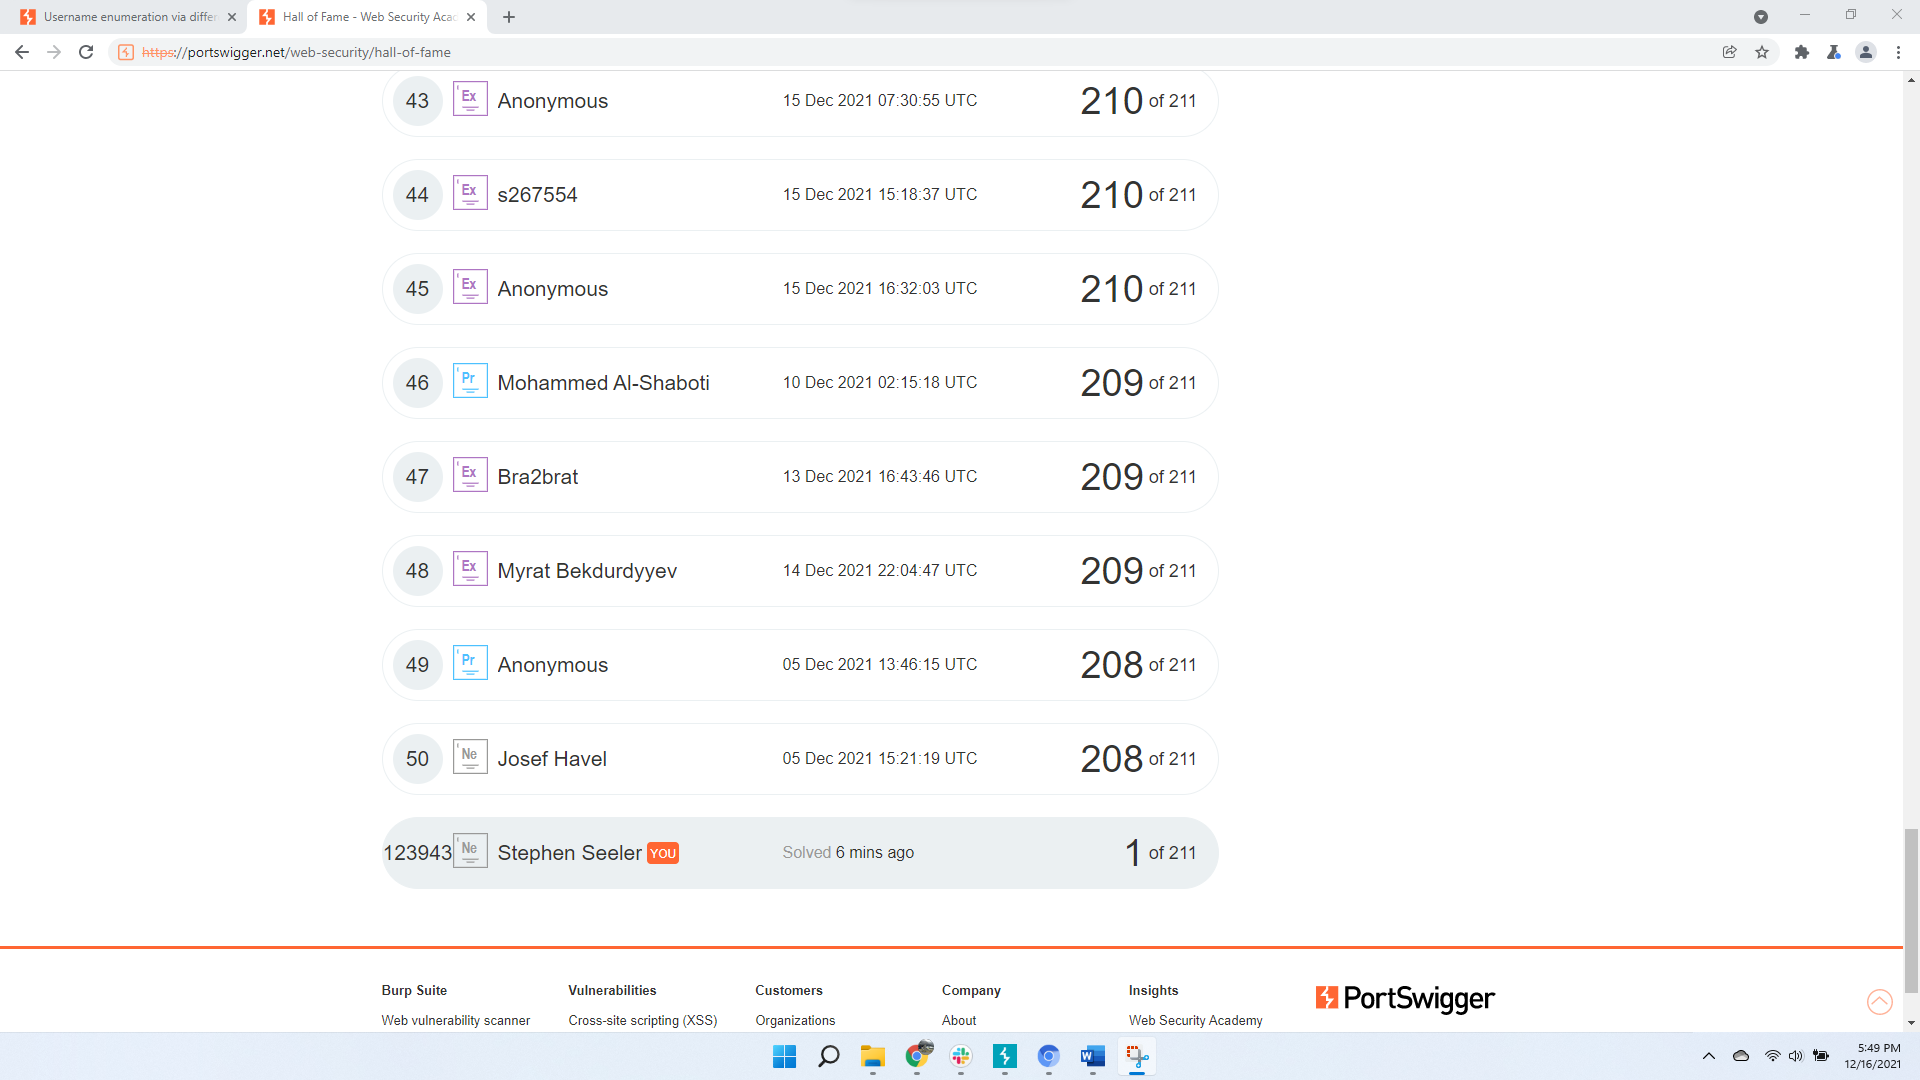 Username enumeration via differ
Hall of Fame - Web Security Aca
https://portswigger.net/web-security/hall-of-fame
43 Ex Anonymous 15 Dec 2021 07:30:55 UTC 210 of 211
44 Ex s267554 15 Dec 2021 15:18:37 UTC 210 of 211
45 Ex Anonymous 15 Dec 2021 16:32:03 UTC 210 of 211
46 Pr Mohammed Al-Shaboti 10 Dec 2021 02:15:18 UTC 209 of 211
47 Ex Bra2brat 13 Dec 2021 16:43:46 UTC 209 of 211
48 Ex Myrat Bekdurdyyev 14 Dec 2021 22:04:47 UTC 209 of 211
49 Pr Anonymous 05 Dec 2021 13:46:15 UTC 208 of 211
50 Ne Josef Havel 05 Dec 2021 15:21:19 UTC 208 of 211
123943 Ne Stephen Seeler YOU Solved 6 mins ago 1 of 211
Burp Suite Vulnerabilities Customers Company Insights PortSwigger
Web vulnerability scanner Cross-site scripting (XSS) Organizations About Web Security Academy
5:49 PM
12/16/2021